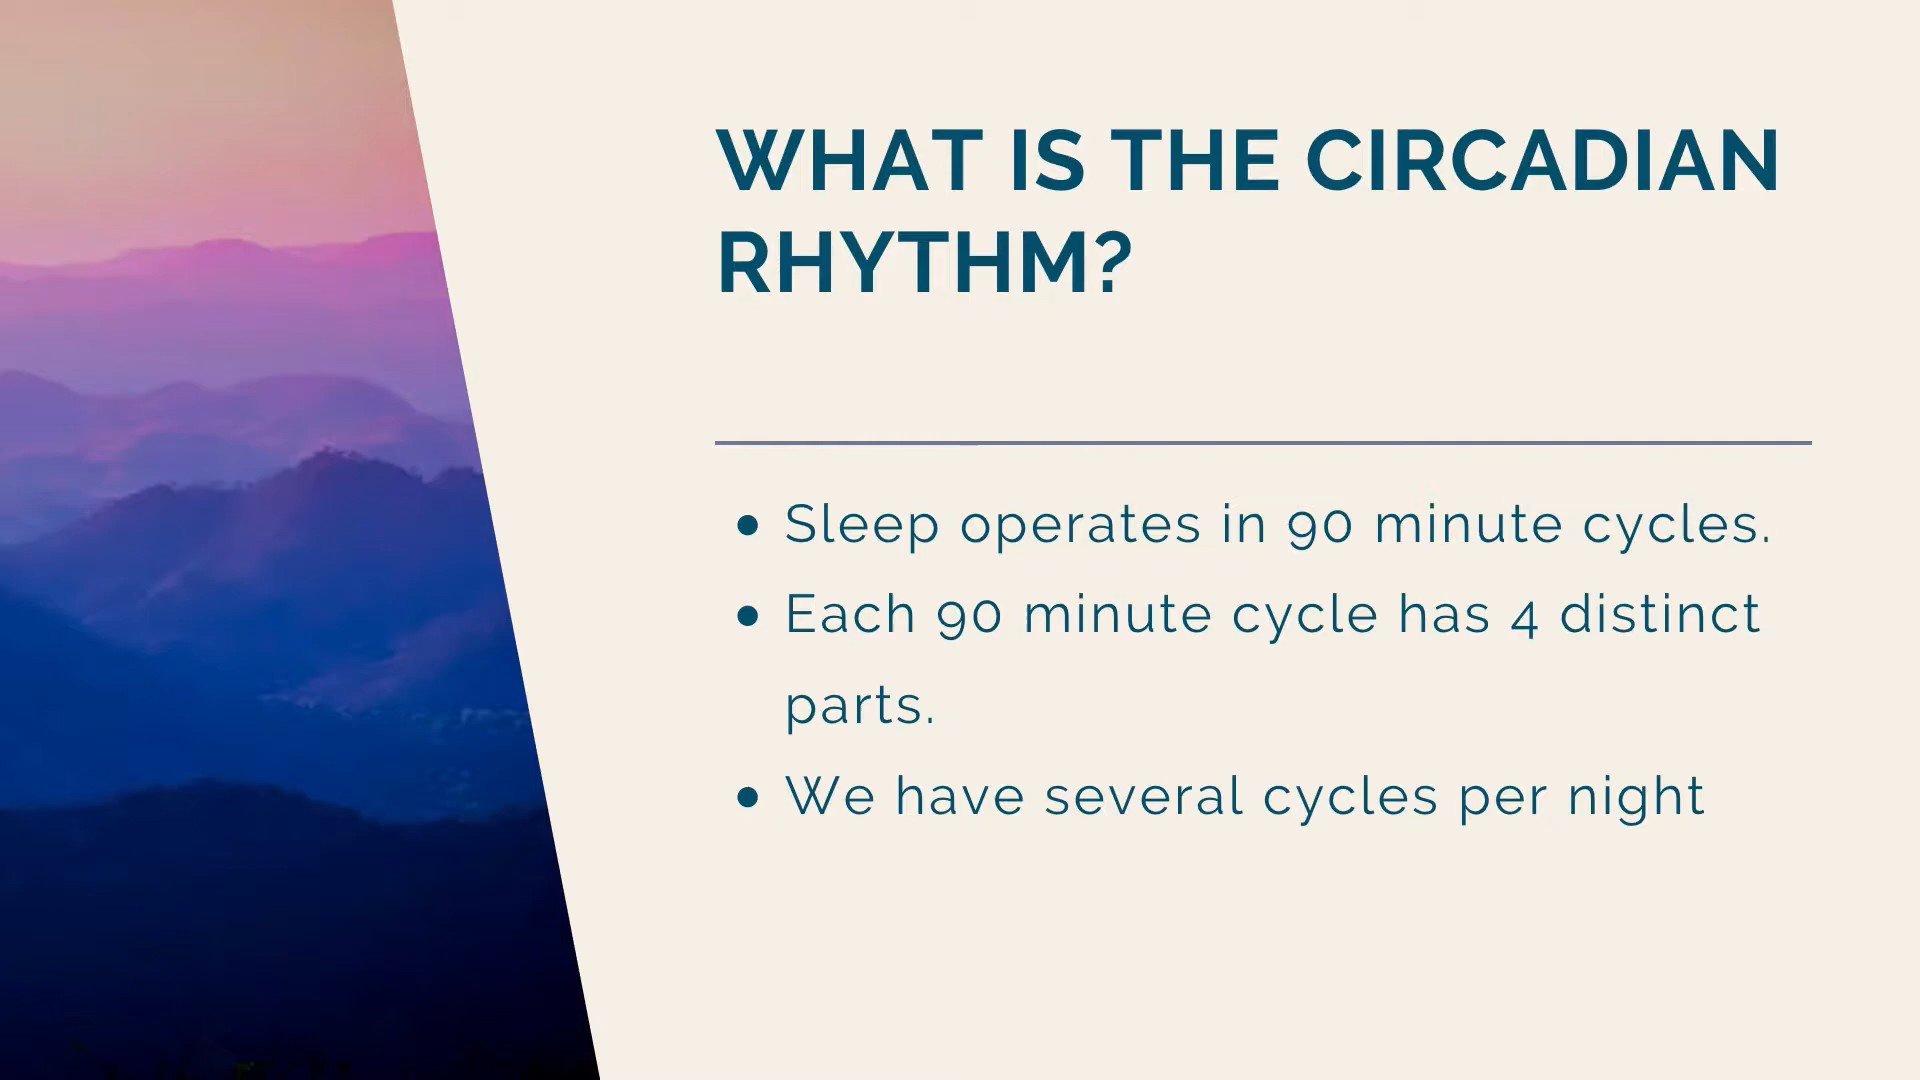 WHAT IS THE CIRCADIAN
RHYTHM?
• Sleep operates in 90 minute cycles.
• Each 90 minute cycle has 4 distinct
parts.
• We have several cycles per night